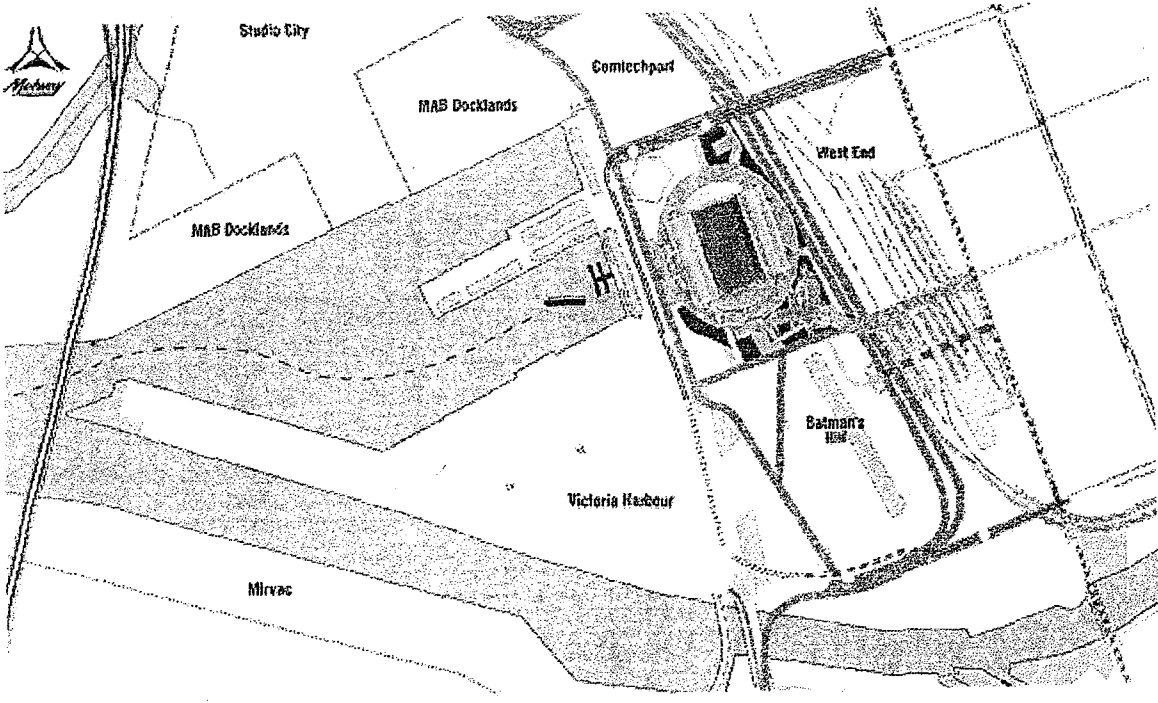 Studio City
Comtechport
MAB Docklands
West End
MAB Docklands
Batman's
Hill
Victoria Harbour
Mirvac